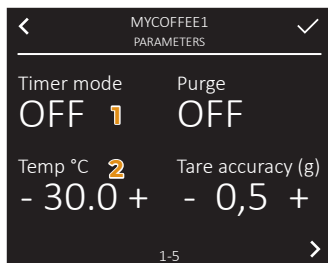 MYCOFFEE1
PARAMETERS
Timer mode Purge
OFF 1 OFF
Temp °C 2 Tare accuracy (g)
- 30.0 + - 0,5 +
1-5